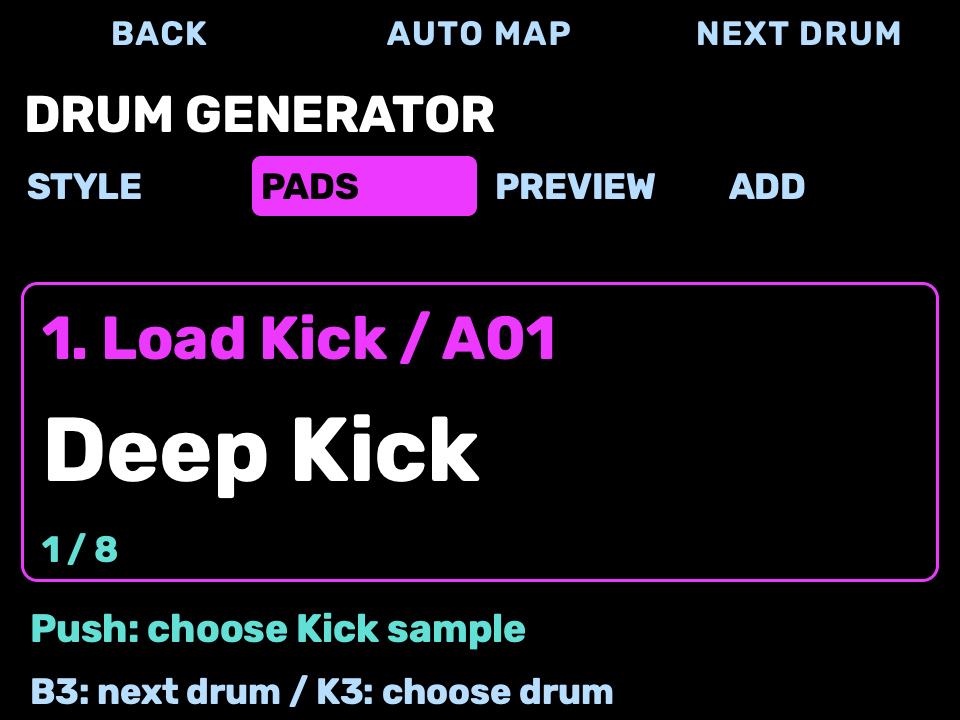 BACK AUTO MAP NEXT DRUM
DRUM GENERATOR
STYLE PADS PREVIEW ADD
1. Load Kick / A01
Deep Kick
1 / 8
Push: choose Kick sample
B3: next drum / K3: choose drum